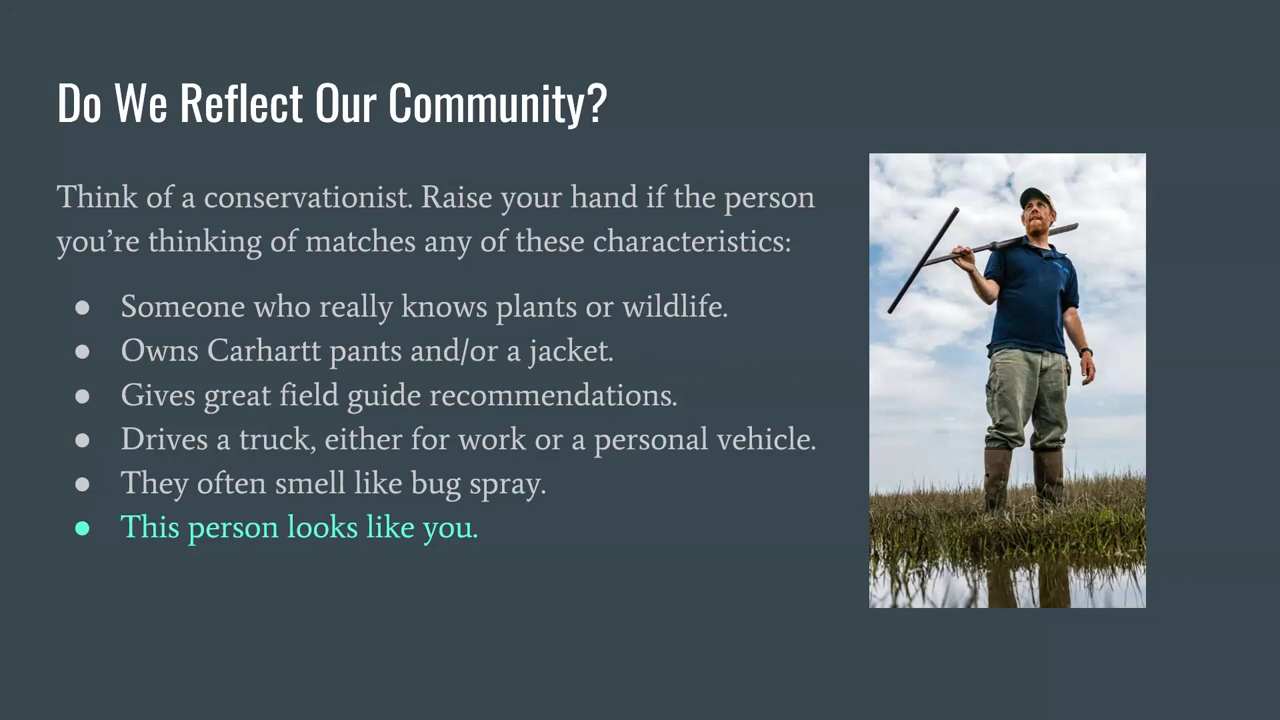 Do We Reflect Our Community?
Think of a conservationist. Raise your hand if the person
you’re thinking of matches any of these characteristics:
● Someone who really knows plants or wildlife.
● Owns Carhartt pants and/or a jacket.
● Gives great field guide recommendations.
● Drives a truck, either for work or a personal vehicle.
● They often smell like bug spray.
● This person looks like you.